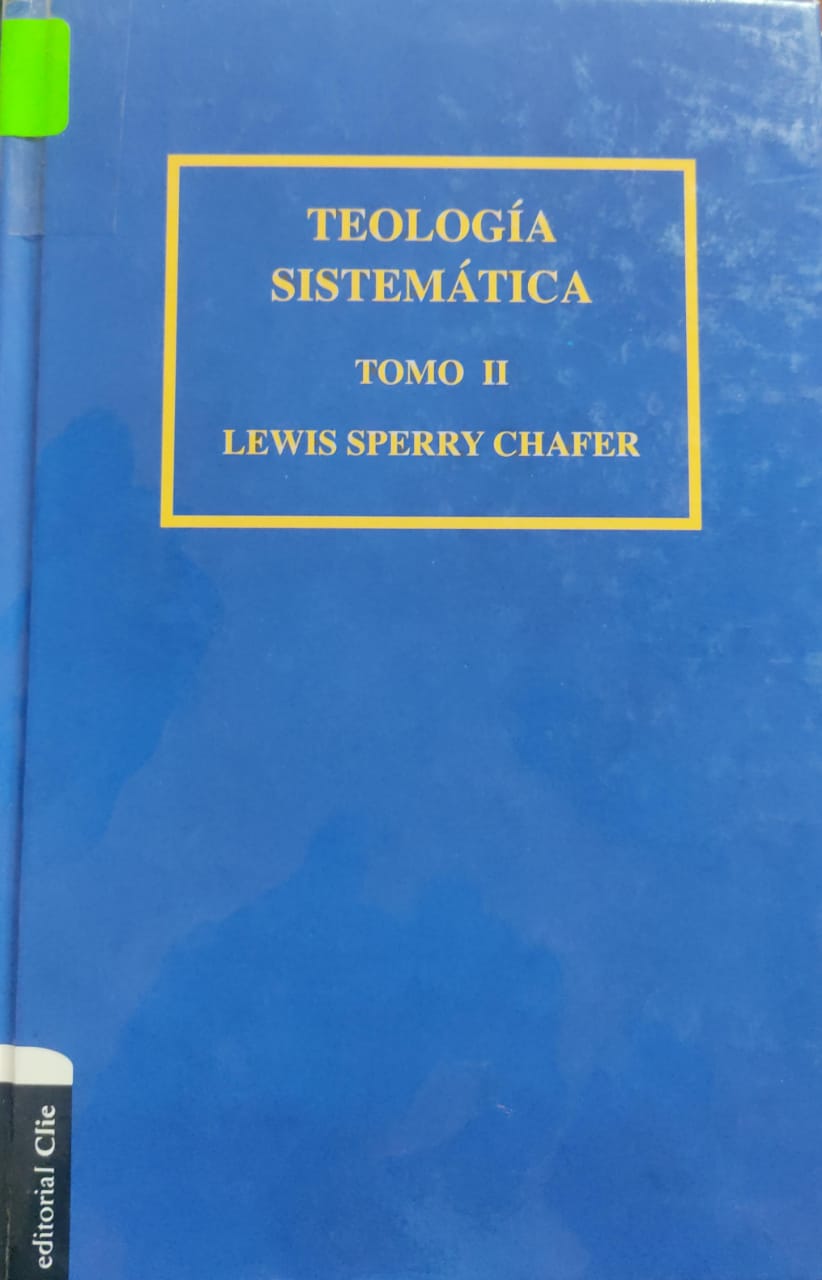 TEOLOGÍA
SISTEMÁTICA
TOMO II
LEWIS SPERRY CHAFER
editorial Clie